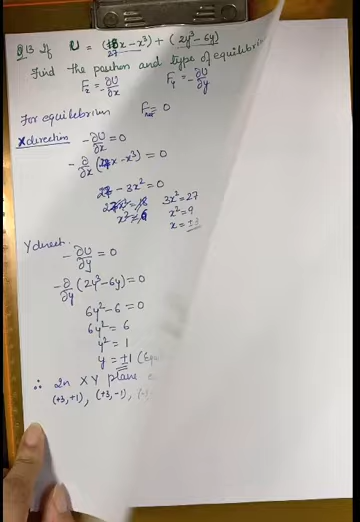 Q13 If U = (27x - x³) + (2y³ - 6y)
Find the position and type of equilibri
Fx = -∂U/∂x Fy = -∂U/∂y
For equilibrium Fnet = 0
X direction -∂U/∂x = 0
-∂/∂x (27x - x³) = 0
27 - 3x² = 0
3x² = 27
x² = 9
x = ±3
Y direct.
-∂U/∂y = 0
-∂/∂y (2y³ - 6y) = 0
6y² - 6 = 0
6y² = 6
y² = 1
y = ±1 (Equ
∴ In XY plane
(+3,+1), (+3,-1),